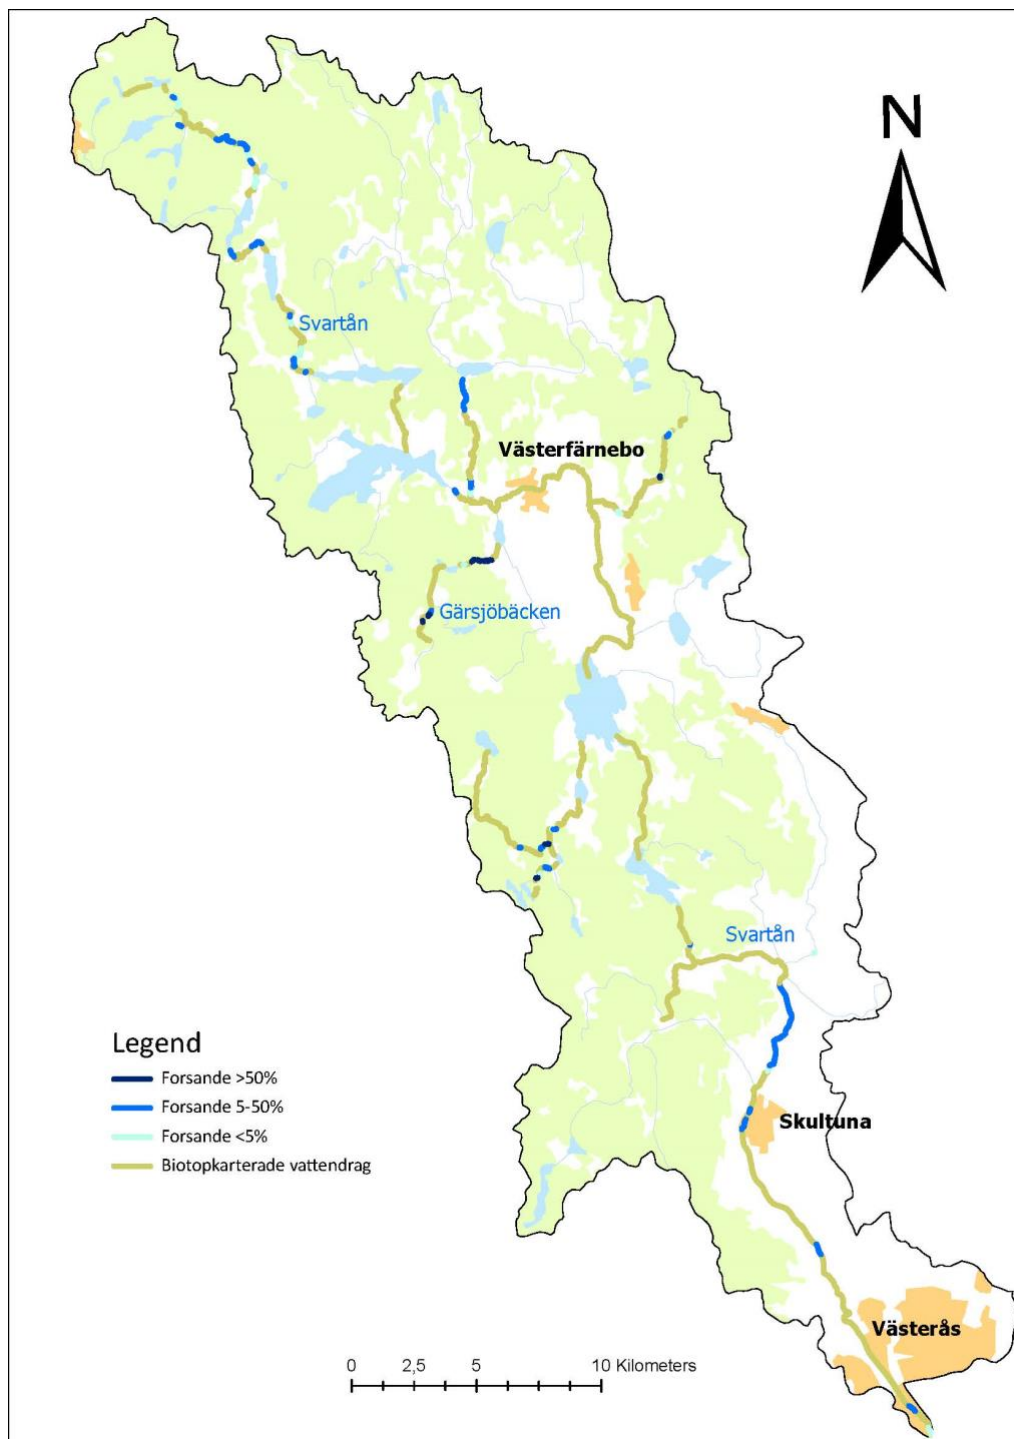 N
Svartån
Västerfärnebo
Gärsjöbäcken
Svartån
Legend
Forsande >50%
Forsande 5-50%
Forsande <5%
Biotopkarterade vattendrag
Skultuna
Västerås
0 2,5 5 10 Kilometers